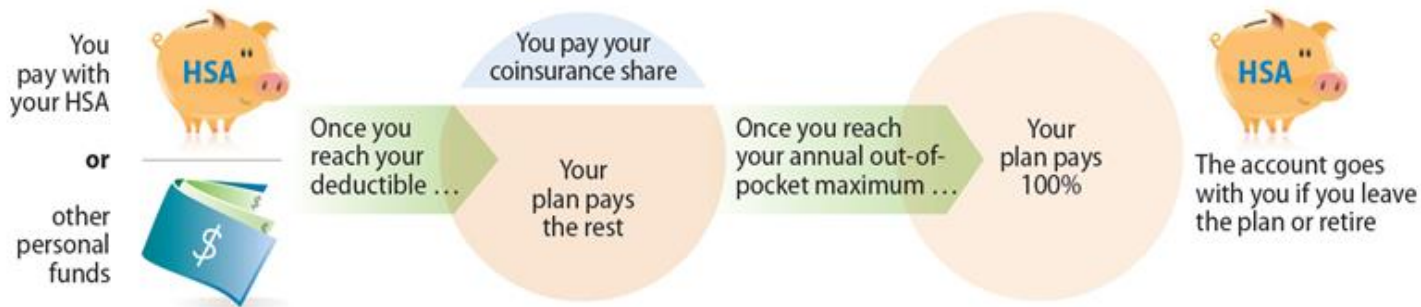 You
pay with
your HSA
HSA
or
other
personal
funds
$
$
Once you
reach your
deductible …
You pay your
coinsurance share
Your
plan pays
the rest
Once you reach
your annual out-of-
pocket maximum …
Your
plan pays
100%
HSA
The account goes
with you if you leave
the plan or retire